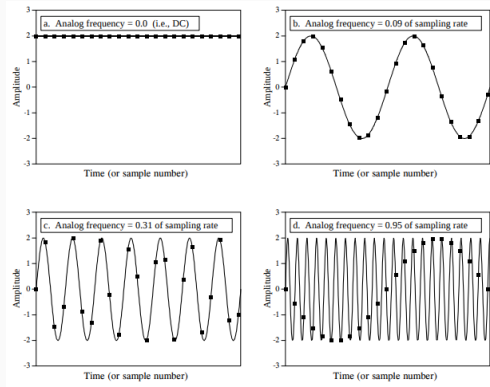 a. Analog frequency = 0.0 (i.e., DC)
3
2
1
0
-1
-2
-3
Amplitude
Time (or sample number)
b. Analog frequency = 0.09 of sampling rate
3
2
1
0
-1
-2
-3
Amplitude
Time (or sample number)
c. Analog frequency = 0.31 of sampling rate
3
2
1
0
-1
-2
-3
Amplitude
Time (or sample number)
d. Analog frequency = 0.95 of sampling rate
3
2
1
0
-1
-2
-3
Amplitude
Time (or sample number)